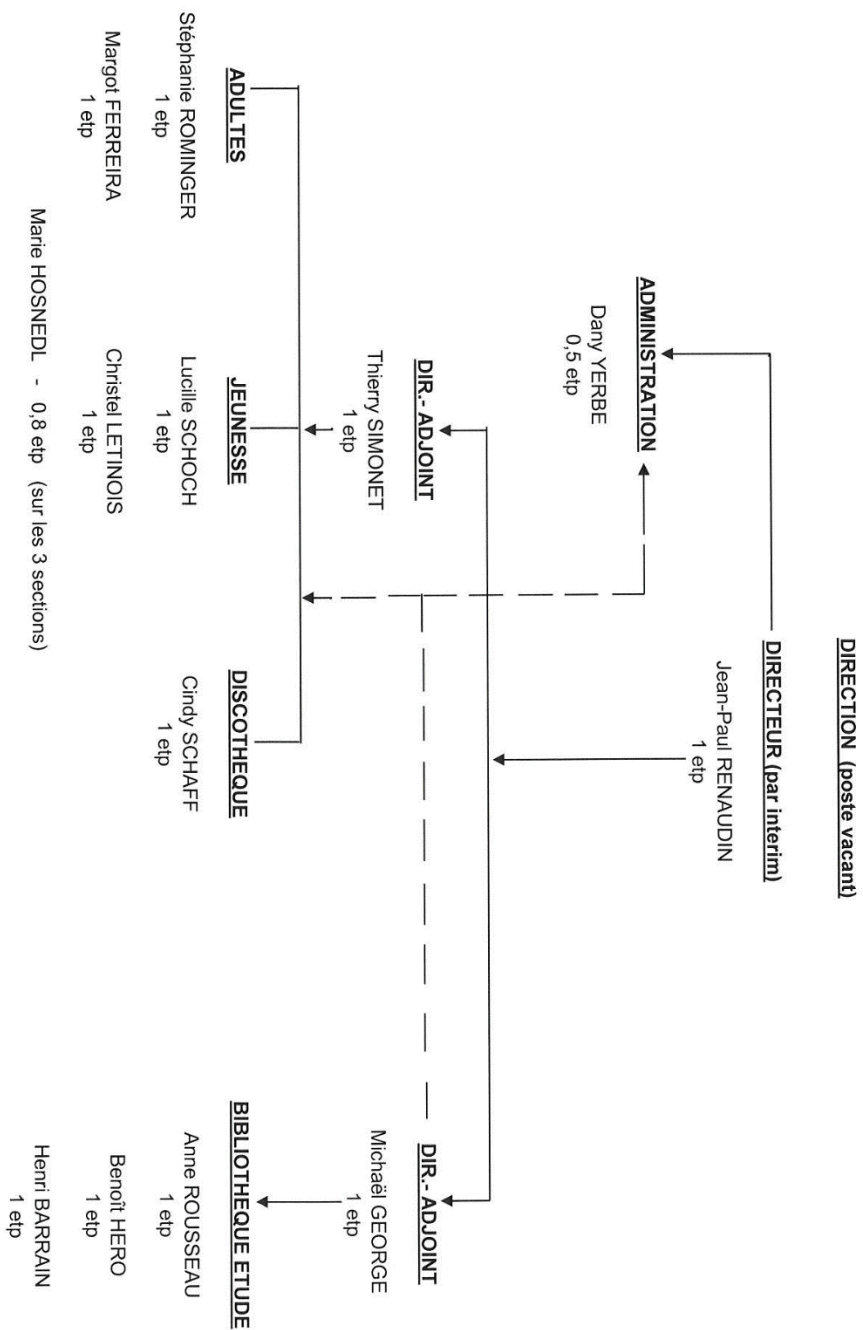 DIRECTION (poste vacant)
DIRECTEUR (par interim)
Jean-Paul RENAUDIN
1 etp
ADMINISTRATION
Dany YERBE
0,5 etp
DIR.- ADJOINT
Thierry SIMONET
1 etp
DIR.- ADJOINT
Michaël GEORGE
1 etp
ADULTES
Stéphanie ROMINGER
1 etp
Margot FERREIRA
1 etp
JEUNESSE
Lucille SCHOCH
1 etp
Christel LETINOIS
1 etp
DISCOTHEQUE
Cindy SCHAFF
1 etp
BIBLIOTHEQUE ETUDE
Anne ROUSSEAU
1 etp
Benoît HERO
1 etp
Henri BARRAIN
1 etp
Marie HOSNEDL - 0,8 etp (sur les 3 sections)